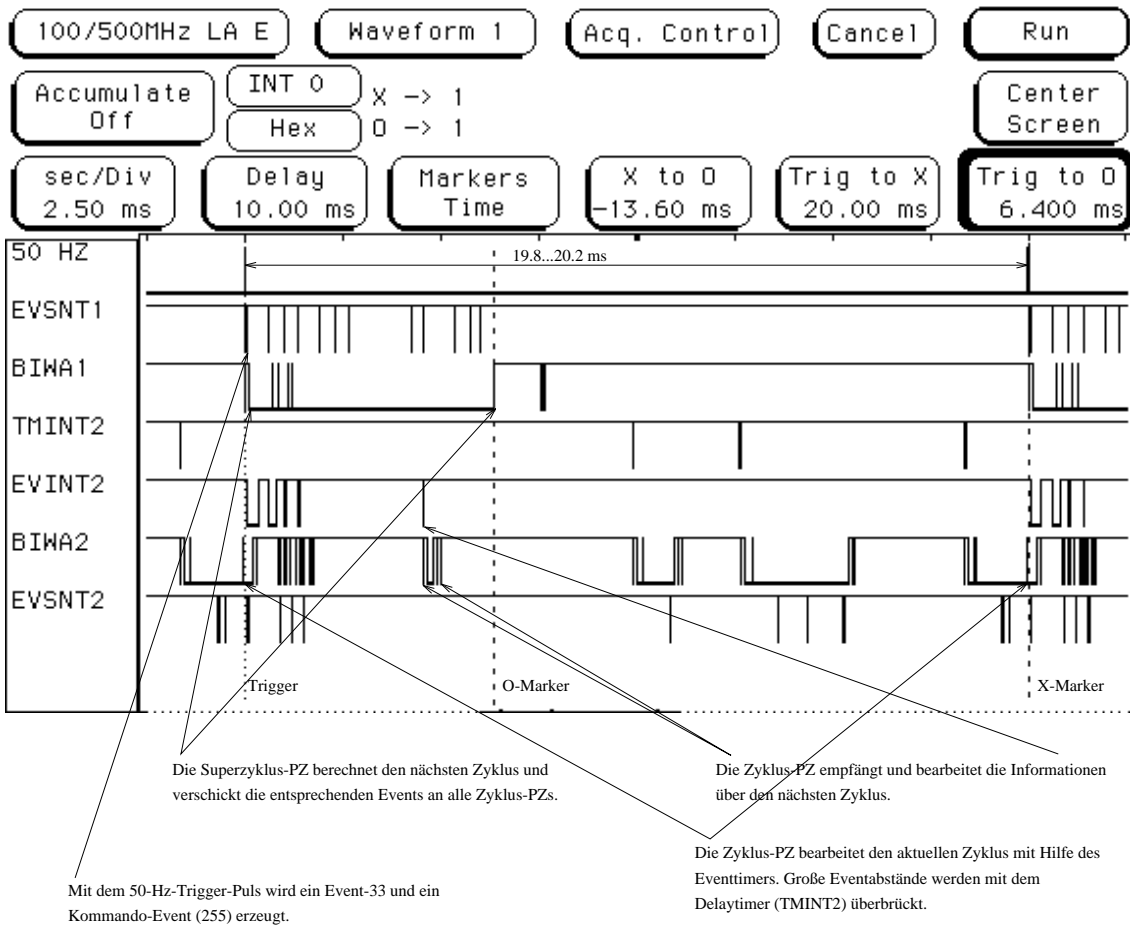 100/500MHz LA E
Waveform 1
Acq. Control
Cancel
Run
Accumulate
Off
INT 0
Hex
X -> 1
O -> 1
Center
Screen
sec/Div
2.50 ms
Delay
10.00 ms
Markers
Time
X to O
-13.60 ms
Trig to X
20.00 ms
Trig to O
6.400 ms
50 HZ
19.8...20.2 ms
EVSNT1
BIWA1
TMINT2
EVINT2
BIWA2
EVSNT2
Trigger
O-Marker
X-Marker
Die Superzyklus-PZ berechnet den nächsten Zyklus und
verschickt die entsprechenden Events an alle Zyklus-PZs.
Die Zyklus-PZ empfängt und bearbeitet die Informationen
über den nächsten Zyklus.
Die Zyklus-PZ bearbeitet den aktuellen Zyklus mit Hilfe des
Eventtimers. Große Eventabstände werden mit dem
Delaytimer (TMINT2) überbrückt.
Mit dem 50-Hz-Trigger-Puls wird ein Event-33 und ein
Kommando-Event (255) erzeugt.